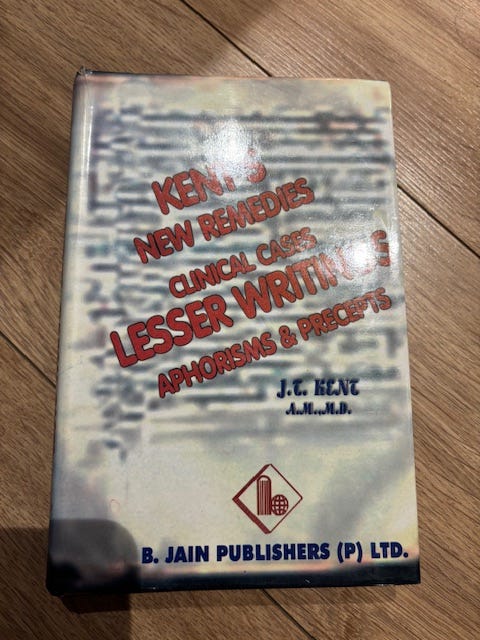 KENT'S
NEW REMEDIES
CLINICAL CASES
LESSER WRITINGS
APHORISMS & PRECEPTS
J.T. KENT
A.M.,M.D.
B. JAIN PUBLISHERS (P) LTD.